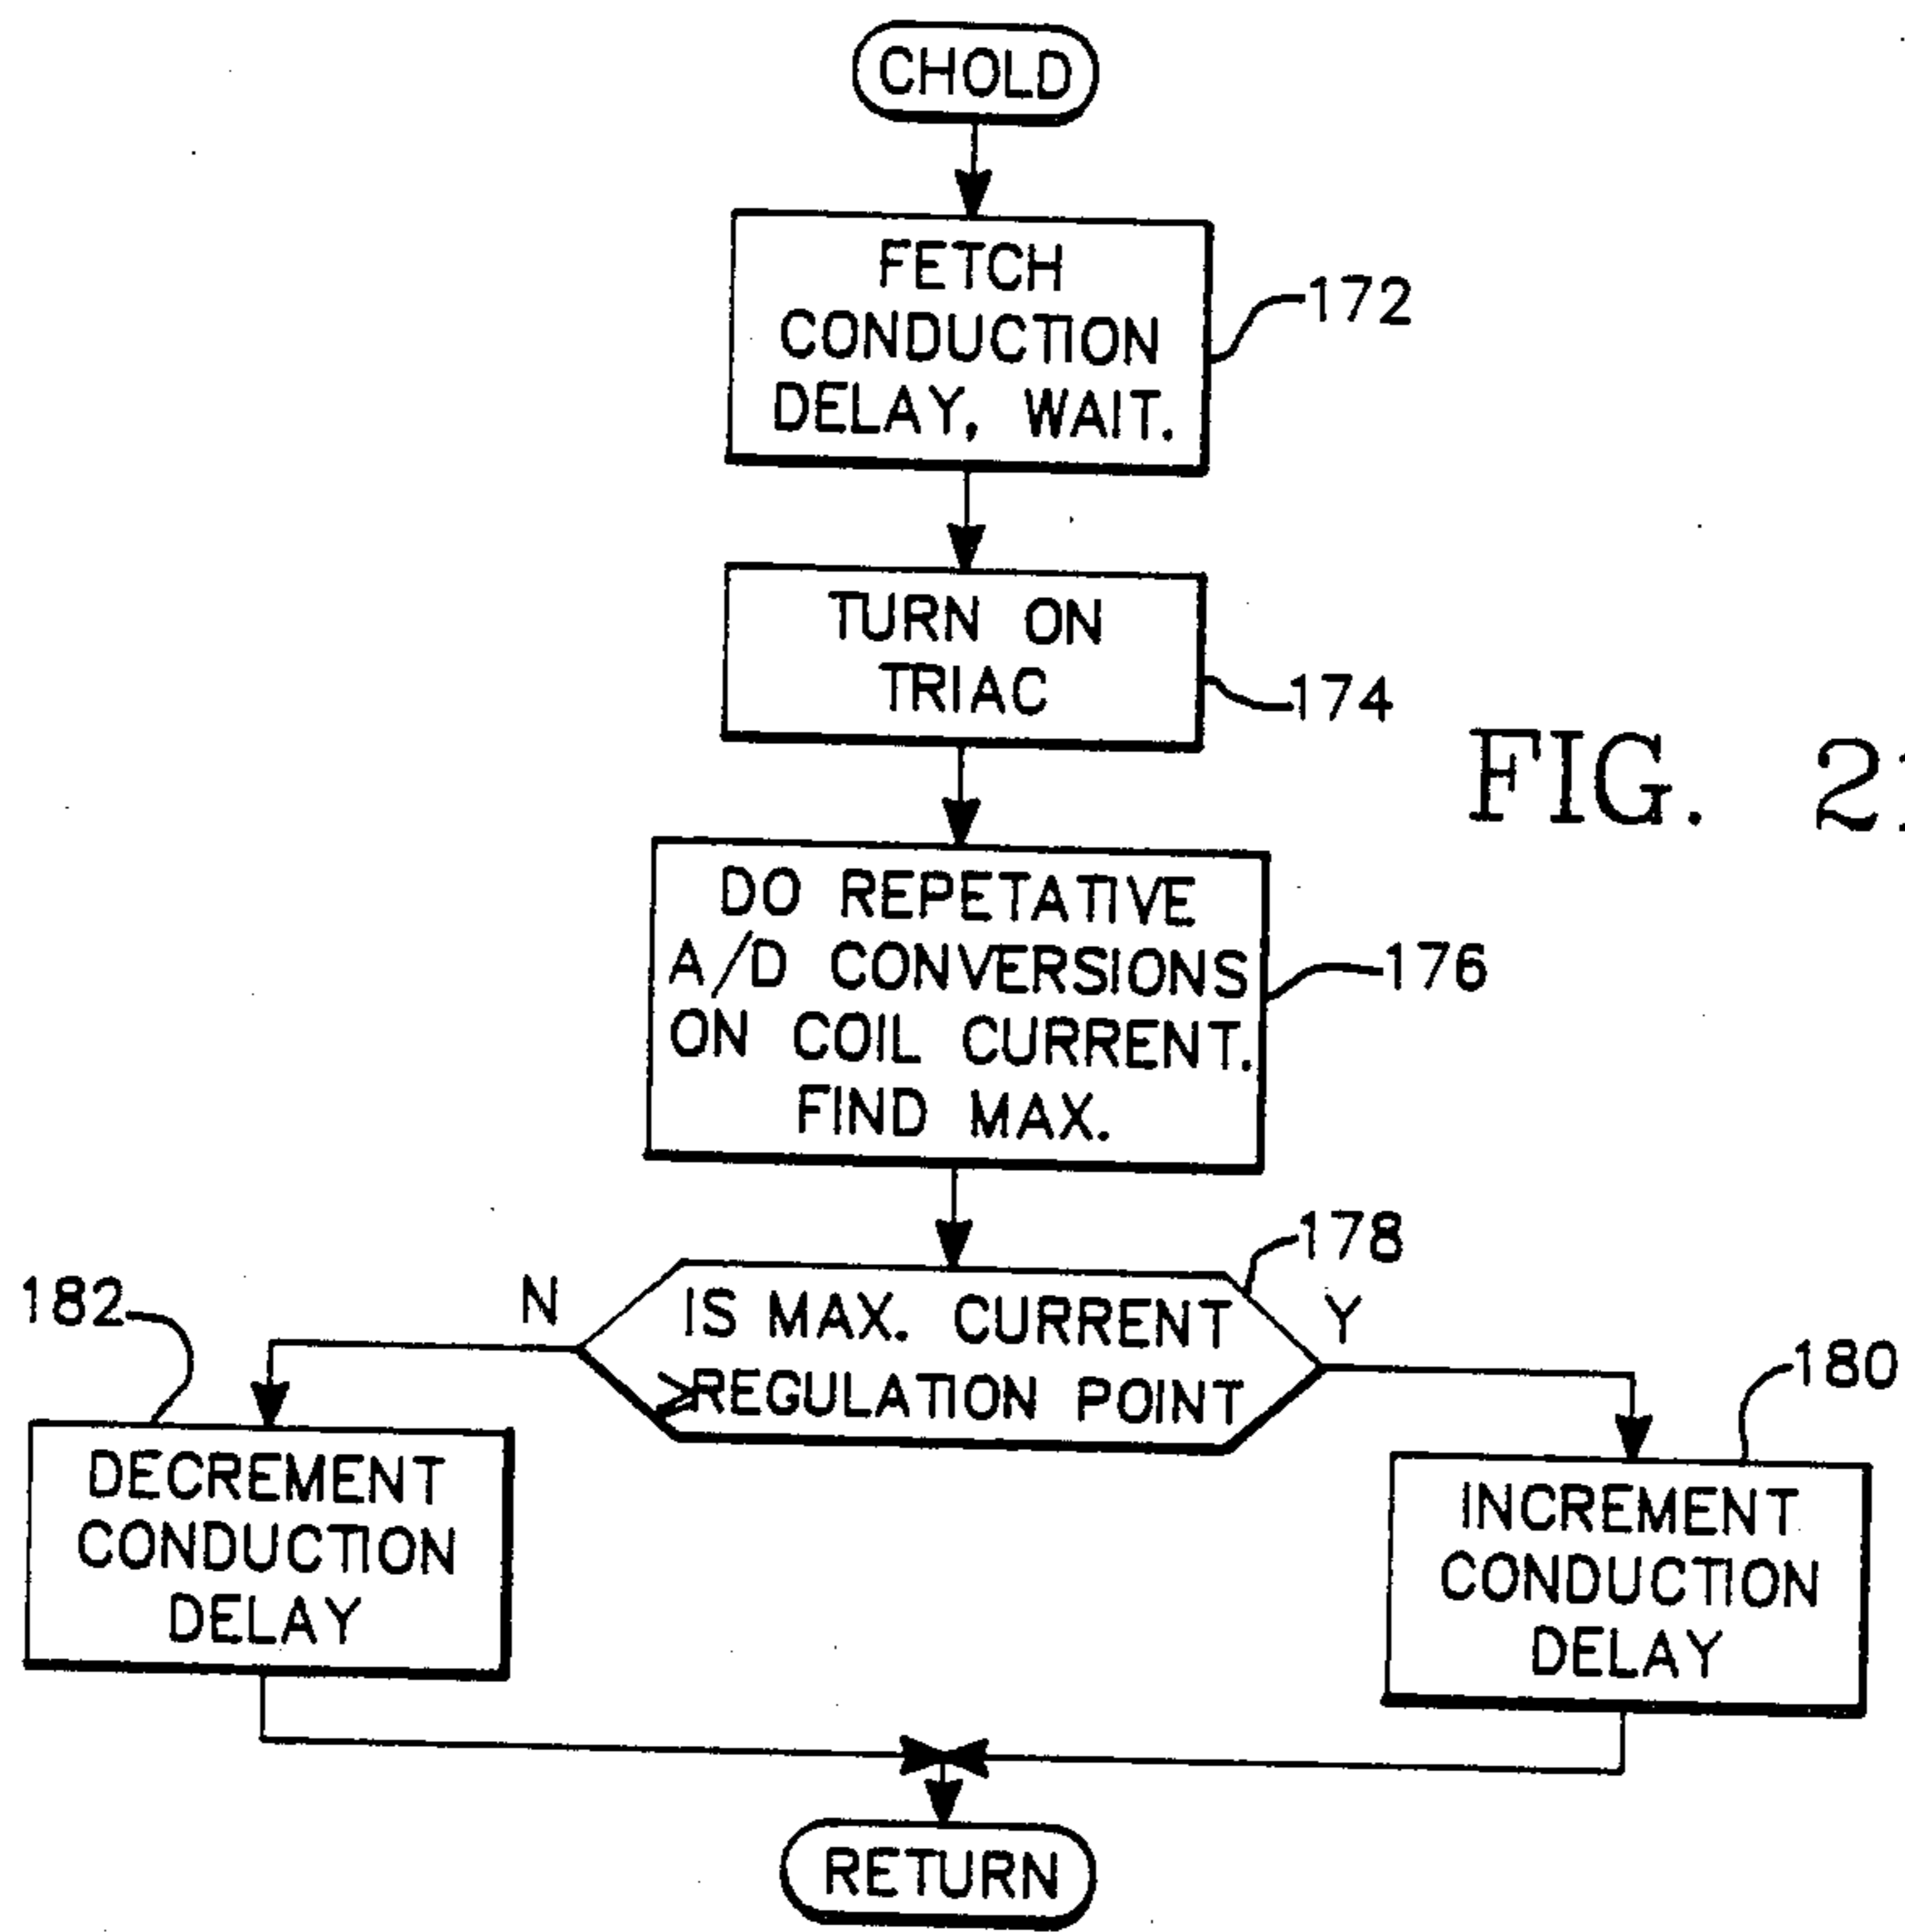 CHOLD
FETCH
CONDUCTION
DELAY, WAIT.
172
TURN ON
TRIAC
174
FIG. 21
DO REPETATIVE
A/D CONVERSIONS
ON COIL CURRENT.
FIND MAX.
176
178
IS MAX. CURRENT
>REGULATION POINT
N
Y
182
DECREMENT
CONDUCTION
DELAY
180
INCREMENT
CONDUCTION
DELAY
RETURN